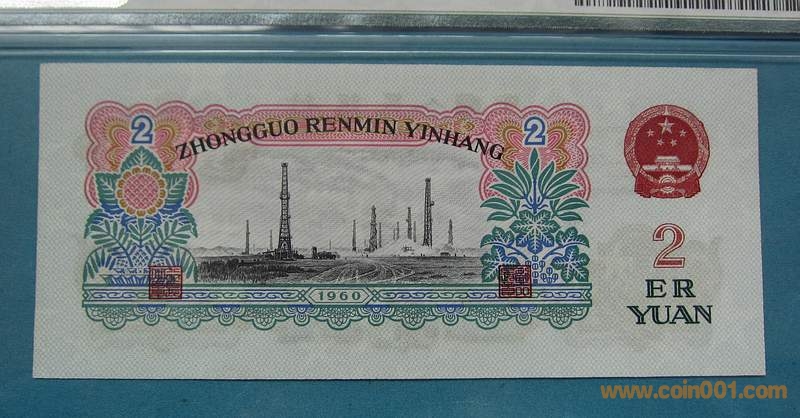 2
ZHONGGUO RENMIN YINHANG
2
1960
2
ER
YUAN
www.coin001.com